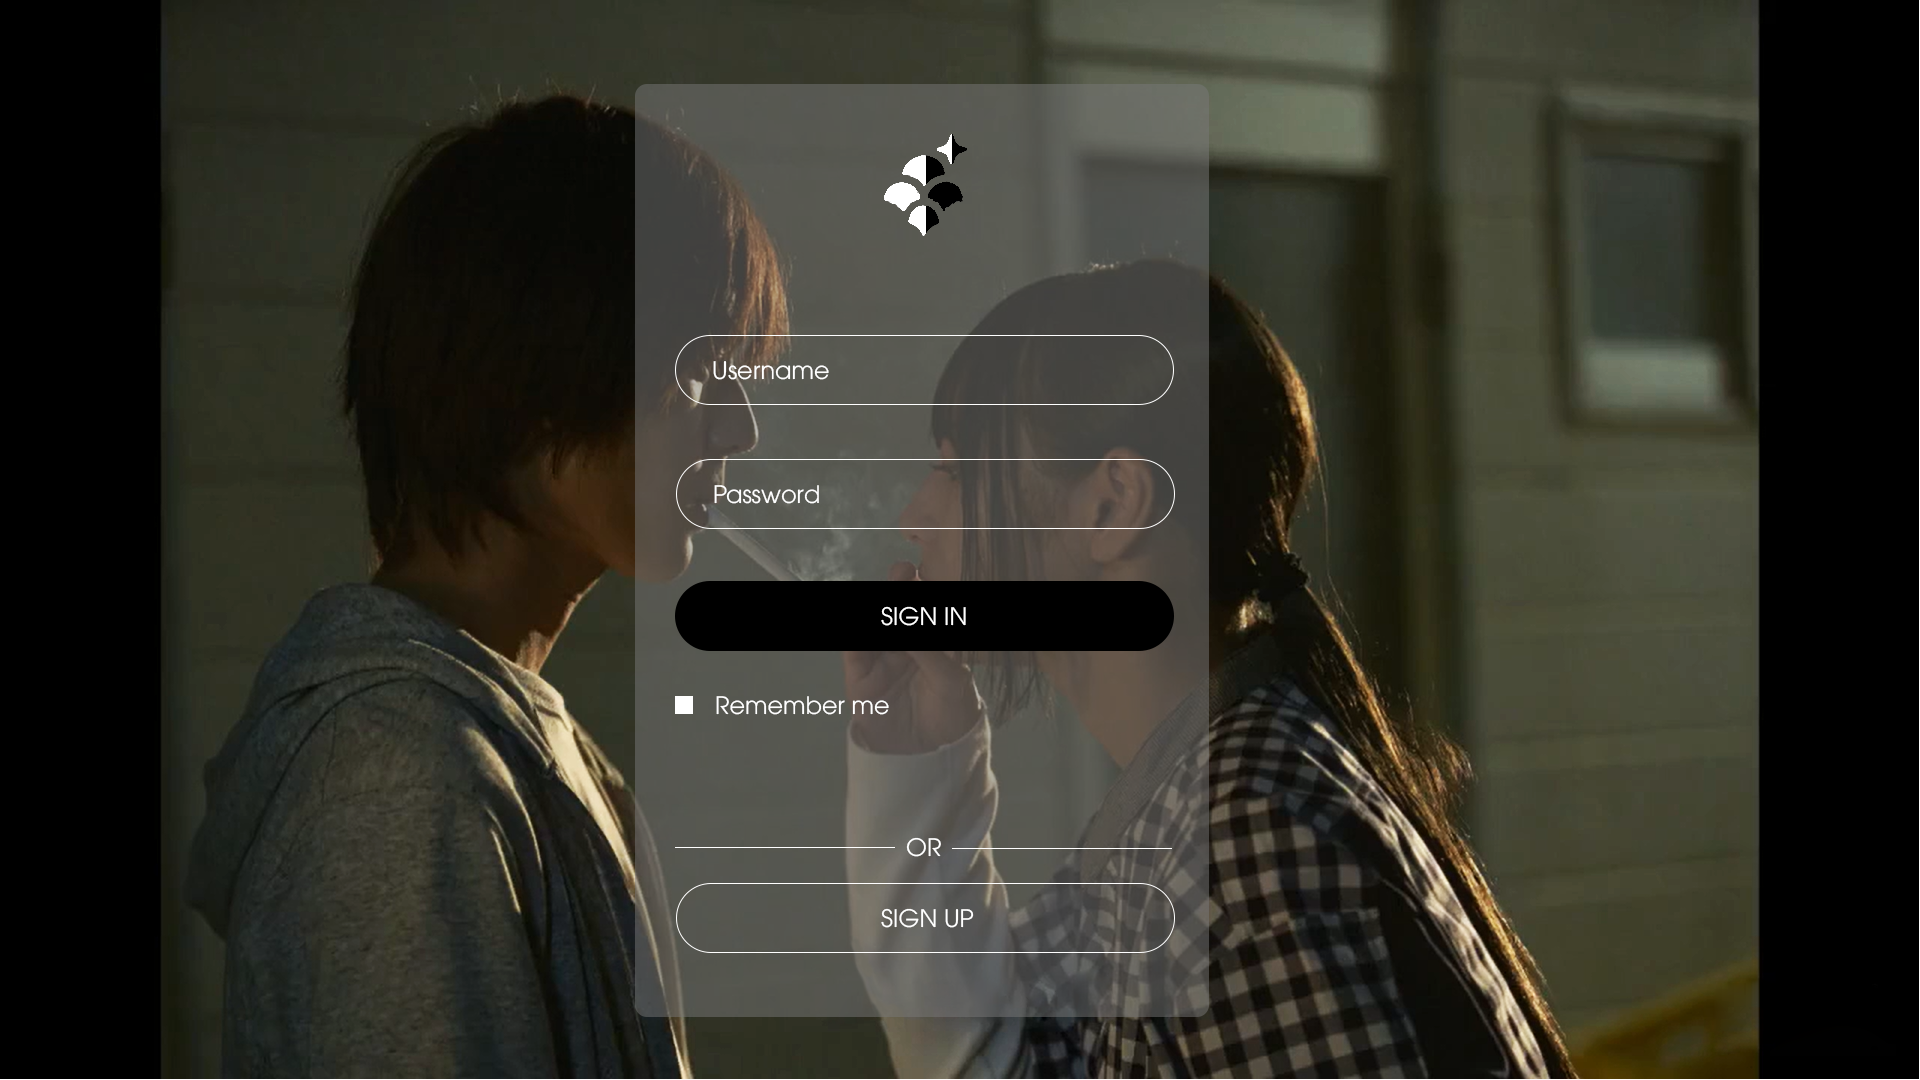 Username
Password
SIGN IN
Remember me
OR
SIGN UP